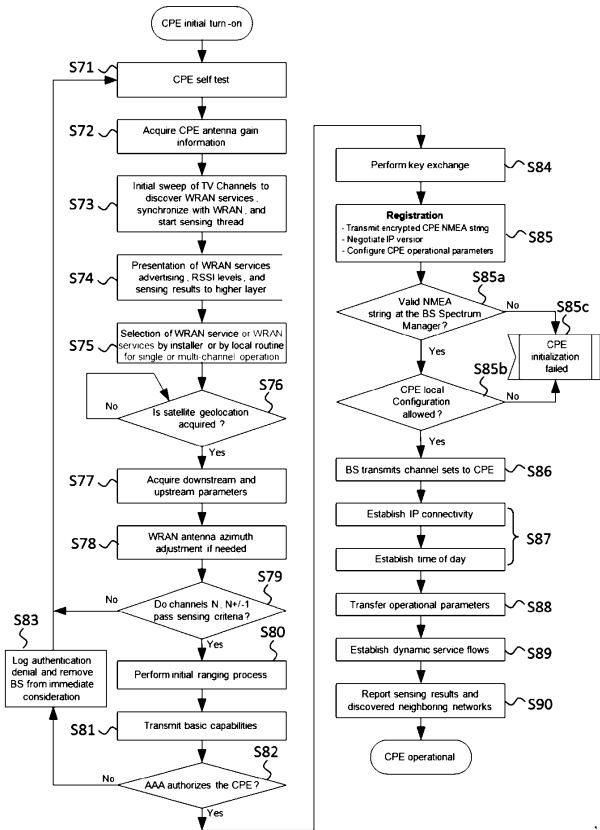 CPE initial turn-on
S71
CPE self test
S72
Acquire CPE antenna gain
information
S73
Initial sweep of TV Channels to
discover WRAN services,
synchronize with WRAN, and
start sensing thread
S74
Presentation of WRAN services
advertising, RSSI levels, and
sensing results to higher layer
S75
Selection of WRAN service or WRAN
services by installer or by local routine
for single or multi-channel operation
S76
No
Is satellite geolocation
acquired?
Yes
S77
Acquire downstream and
upstream parameters
S78
WRAN antenna azimuth
adjustment if needed
S79
No
Do channels N, N+/-1
pass sensing criteria?
Yes
S83
Log authentication
denial and remove
BS from immediate
consideration
S80
Perform initial ranging process
S81
Transmit basic capabilities
S82
No
AAA authorizes the CPE?
Yes
Perform key exchange
S84
Registration
- Transmit encrypted CPE NMEA string
- Negotiate IP version
- Configure CPE operational parameters
S85
S85a
Valid NMEA
string at the BS Spectrum
Manager?
No
S85c
CPE
initialization
failed
Yes
S85b
CPE local
Configuration
allowed?
No
Yes
BS transmits channel sets to CPE
S86
Establish IP connectivity
S87
Establish time of day
Transfer operational parameters
S88
Establish dynamic service flows
S89
Report sensing results and
discovered neighboring networks
S90
CPE operational